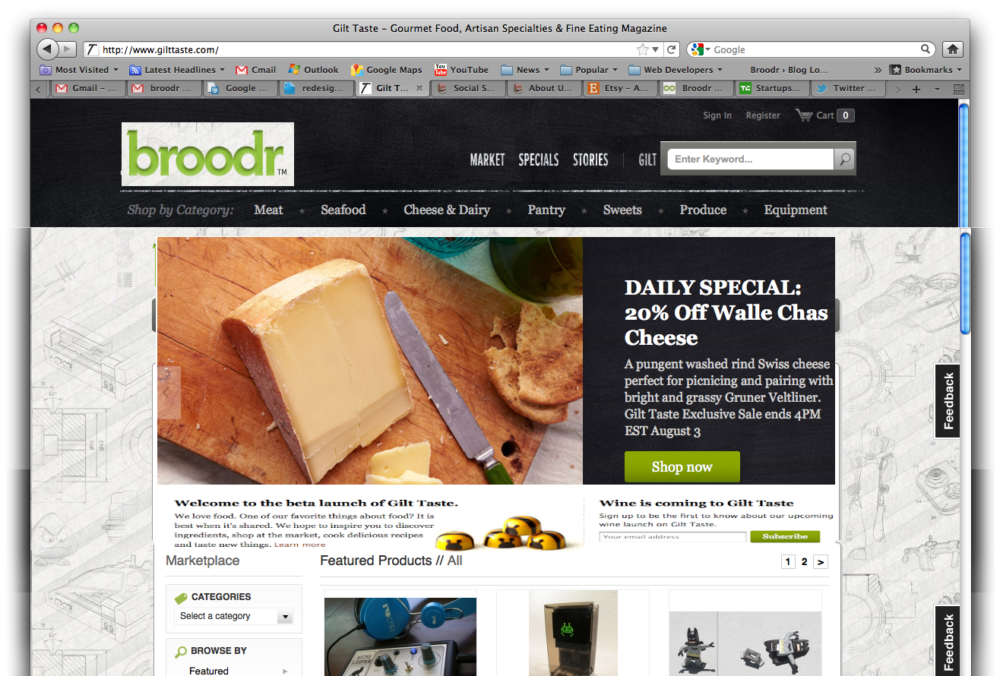 Gilt Taste – Gourmet Food, Artisan Specialties & Fine Eating Magazine
http://www.gilttaste.com/
Google
Most Visited
Latest Headlines
Gmail
Outlook
Google Maps
YouTube
News
Popular
Web Developers
Broodr › Blog Lo...
»
Bookmarks
Gmail – ...
broodr ...
Google ...
redesig...
Gilt T...
Social S...
About U...
Etsy – A...
Broodr ...
Startups...
Twitter ...
Sign In Register Cart 0
broodr TM
MARKET SPECIALS STORIES GILT
Enter Keyword...
Shop by Category: Meat ★ Seafood ★ Cheese & Dairy ★ Pantry ★ Sweets ★ Produce ★ Equipment
DAILY SPECIAL:
20% Off Walle Chas
Cheese
A pungent washed rind Swiss cheese
perfect for picnicing and pairing with
bright and grassy Gruner Veltliner.
Gilt Taste Exclusive Sale ends 4PM
EST August 3
Shop now
Feedback
Welcome to the beta launch of Gilt Taste.
We love food. One of our favorite things about food? It is
best when it's shared. We hope to inspire you to discover
ingredients, shop at the market, cook delicious recipes
and taste new things. Learn more
Wine is coming to Gilt Taste
Sign up to be the first to know about our upcoming
wine launch on Gilt Taste.
Your email address
Subscribe
Marketplace
Featured Products // All
1 2 >
CATEGORIES
Select a category
BROWSE BY
Featured
Feedback